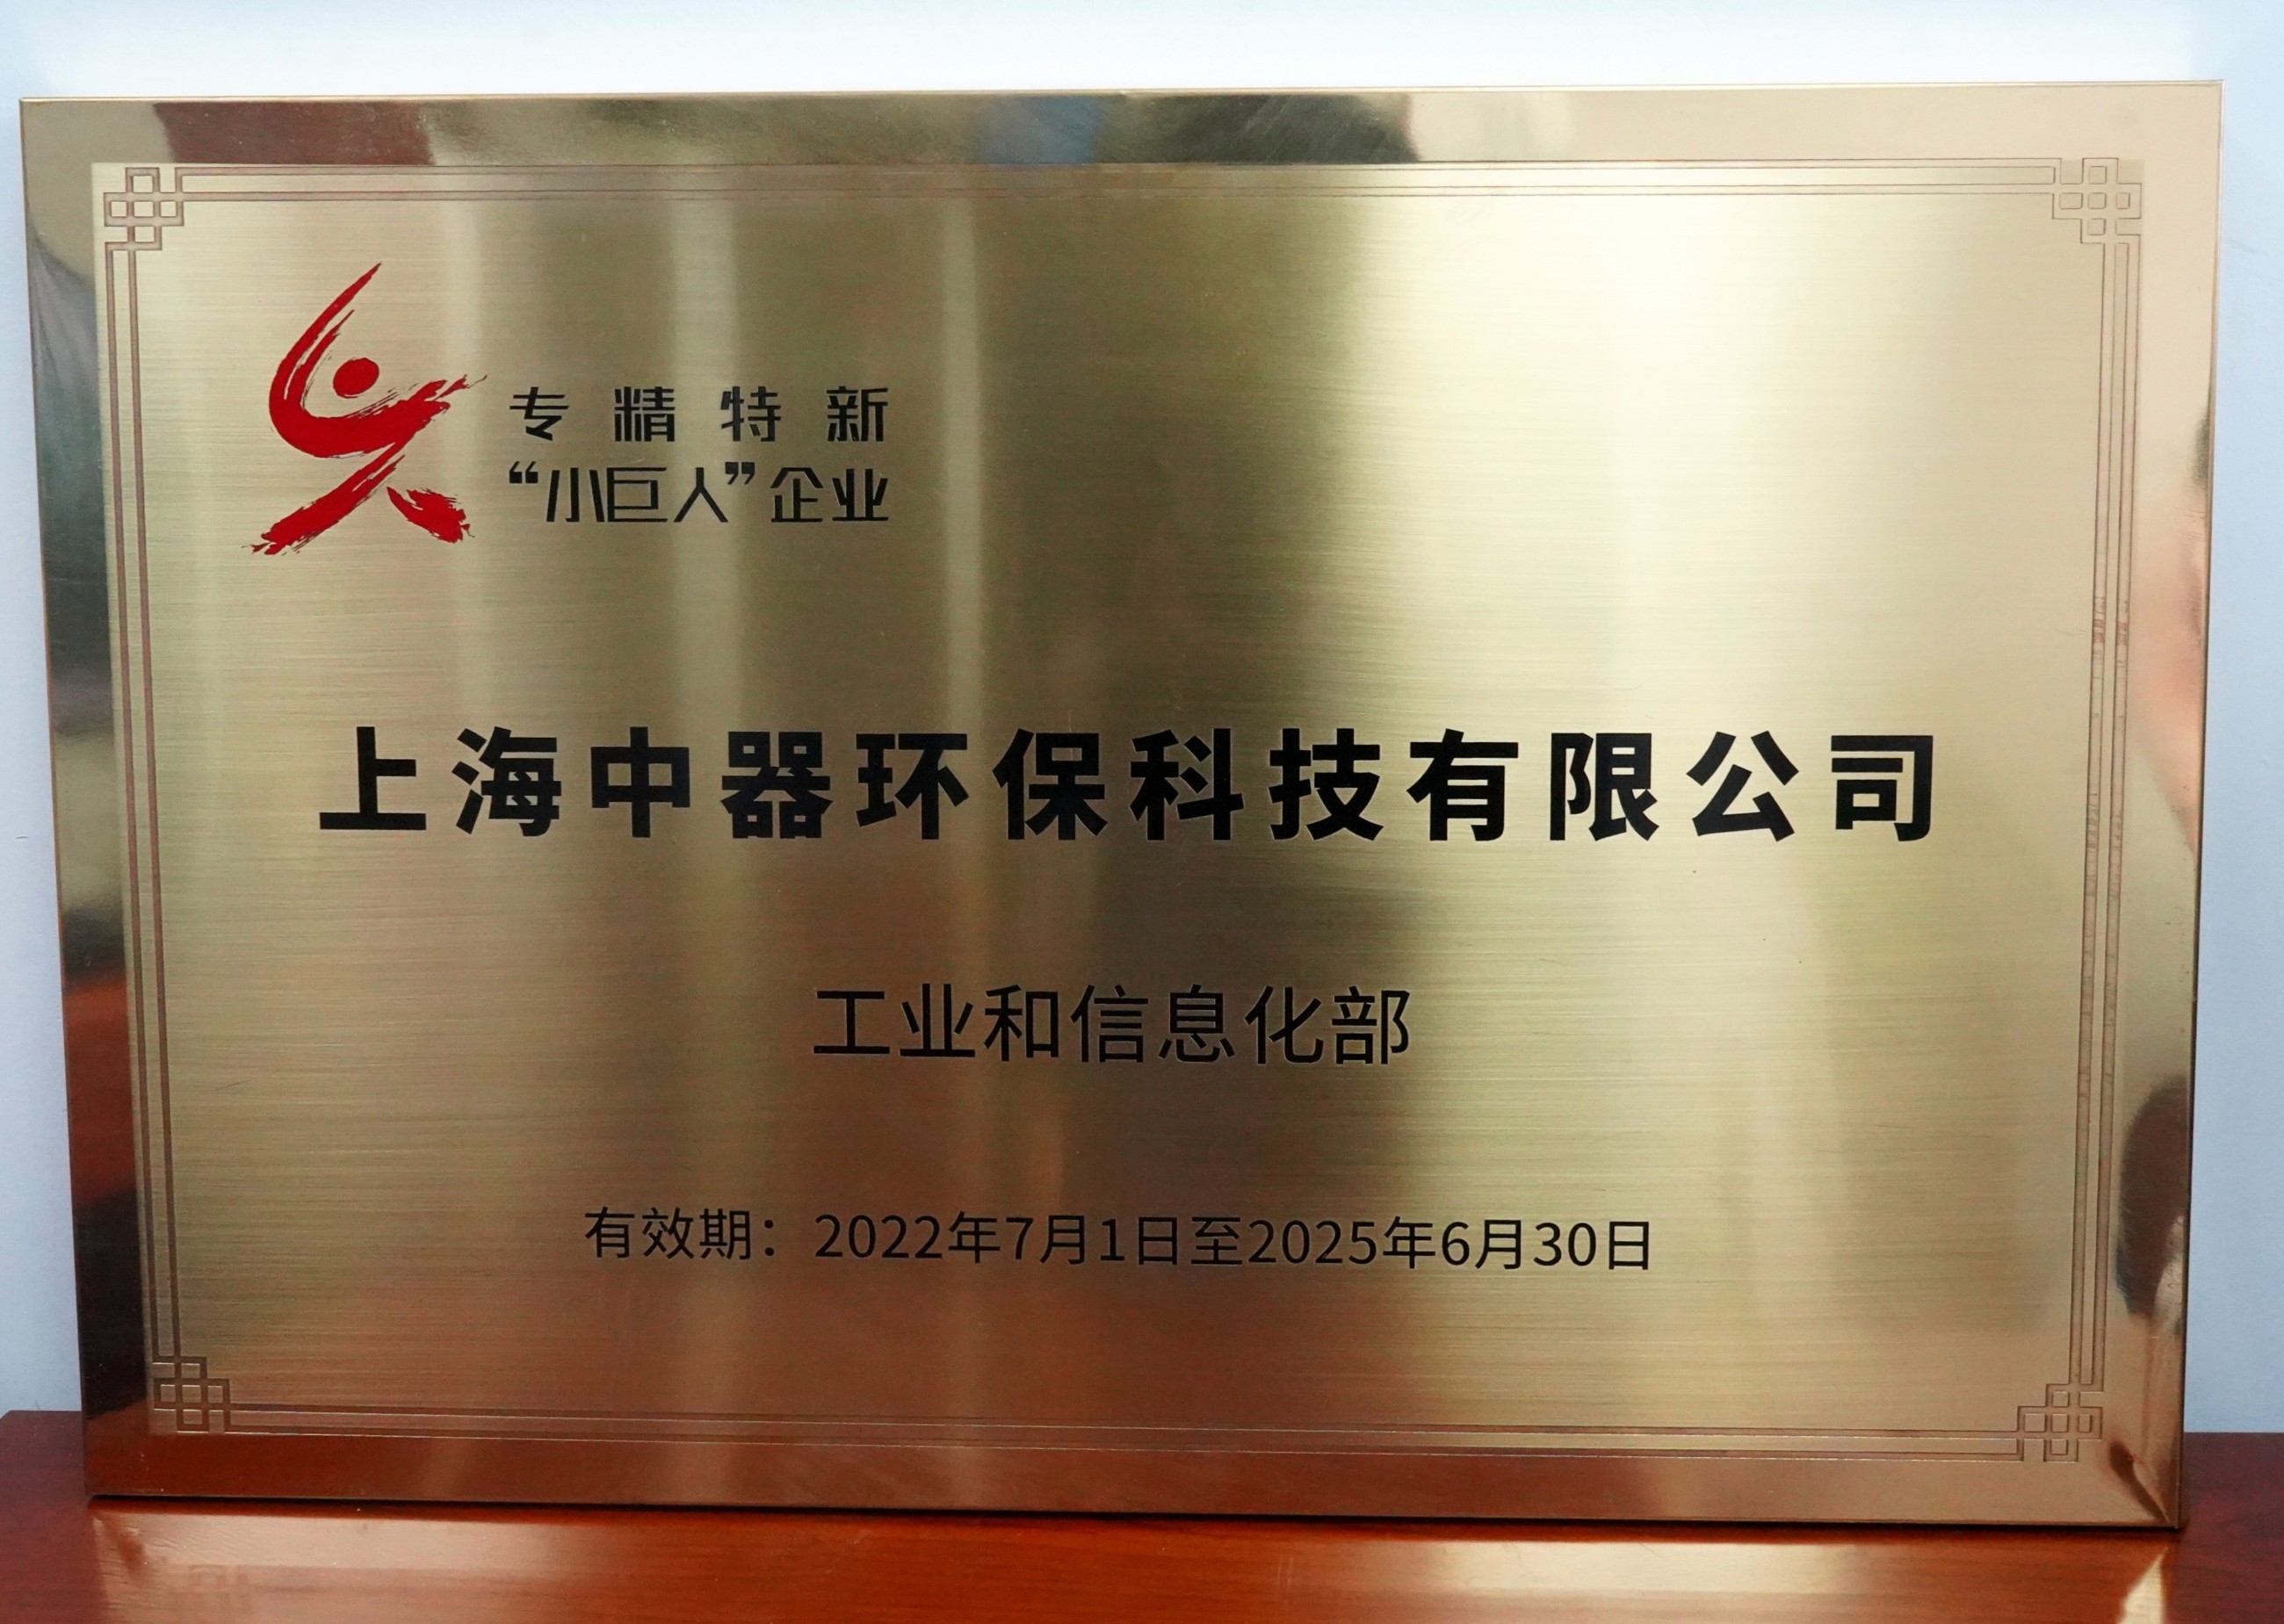 专精特新
“小巨人”企业
上海中器环保科技有限公司
工业和信息化部
有效期：2022年7月1日至2025年6月30日